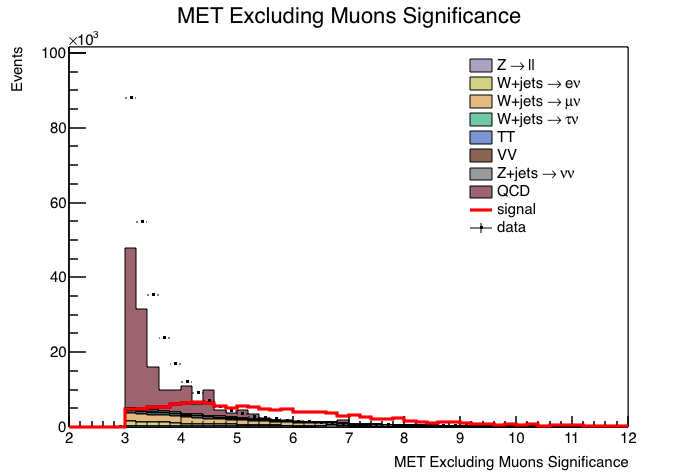 MET Excluding Muons Significance
×10³
Events
100
80
60
40
20
0
2 3 4 5 6 7 8 9 10 11 12
MET Excluding Muons Significance
Z → ll
W+jets → eν
W+jets → μν
W+jets → τν
TT
VV
Z+jets → νν
QCD
signal
data